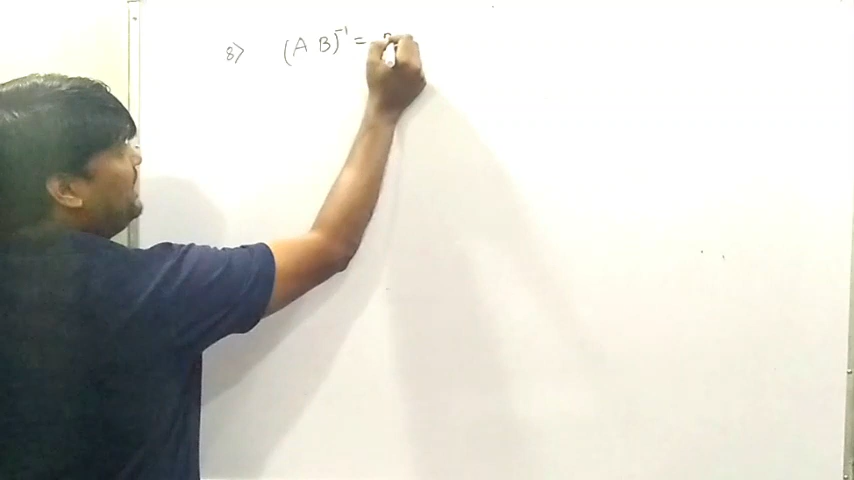 8) (A B)⁻¹ =